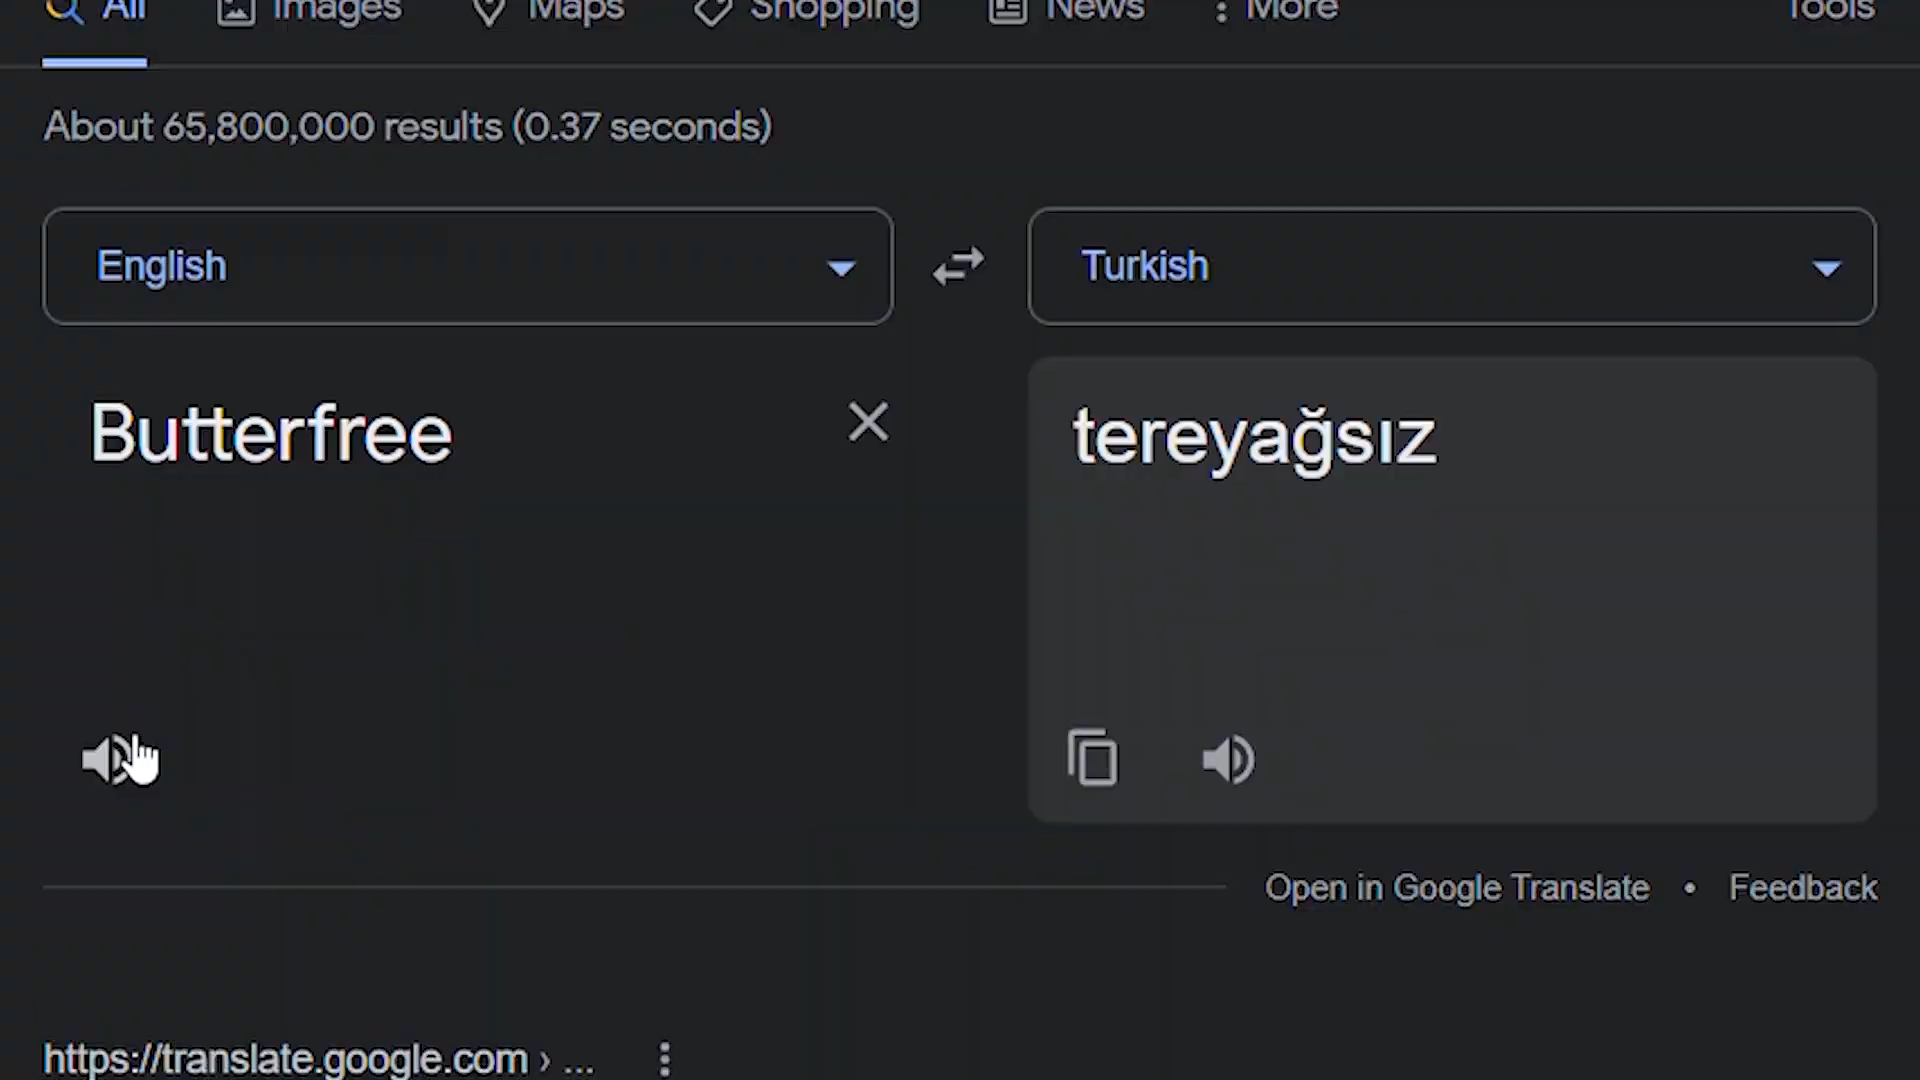 All Images Maps Shopping News More Tools
About 65,800,000 results (0.37 seconds)
English Turkish
Butterfree tereyağsız
Open in Google Translate • Feedback
https://translate.google.com › ...